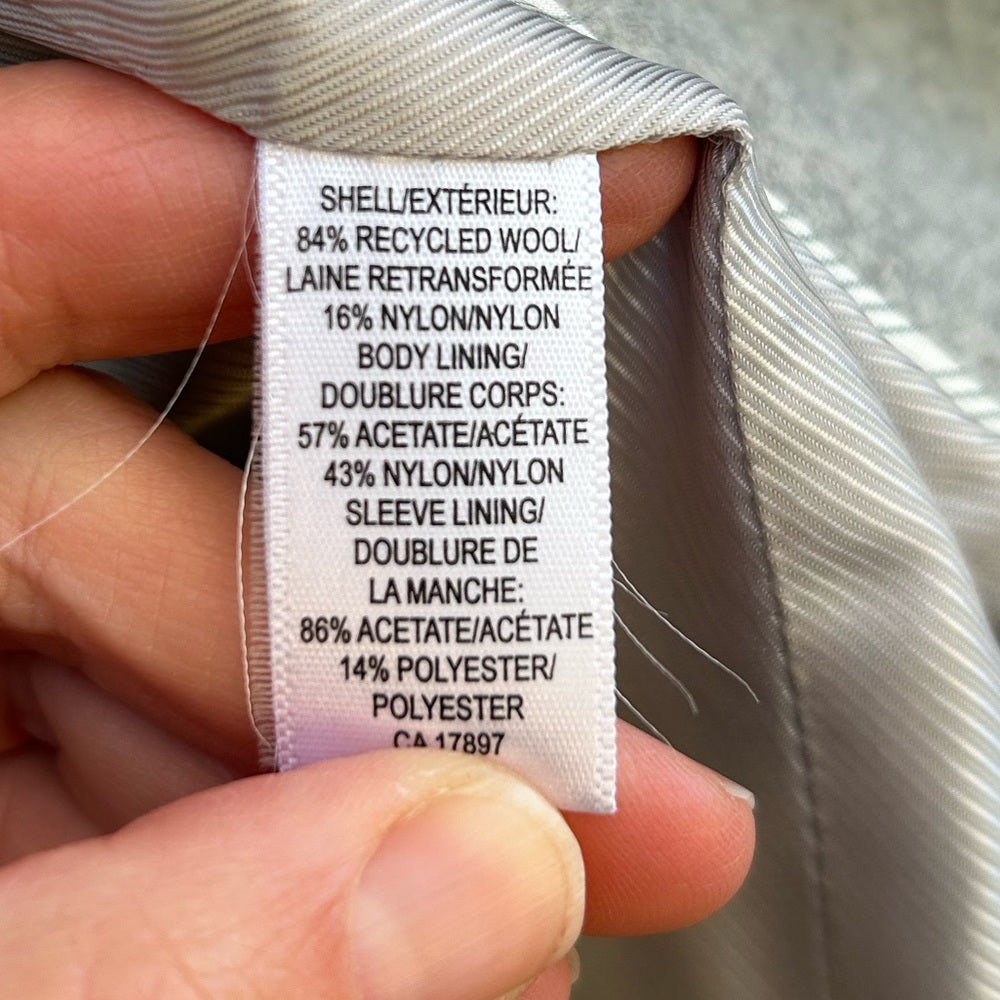 SHELL/EXTÉRIEUR:
84% RECYCLED WOOL/
LAINE RETRANSFORMÉE
16% NYLON/NYLON
BODY LINING/
DOUBLURE CORPS:
57% ACETATE/ACÉTATE
43% NYLON/NYLON
SLEEVE LINING/
DOUBLURE DE
LA MANCHE:
86% ACETATE/ACÉTATE
14% POLYESTER/
POLYESTER
CA 17897